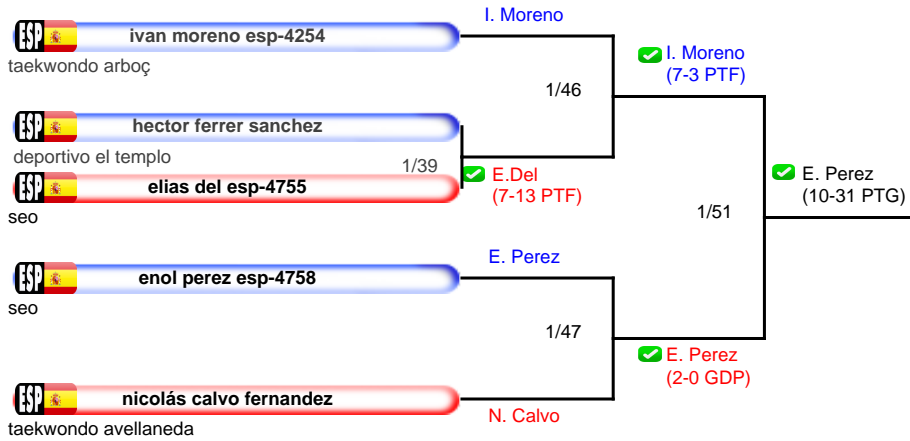 I. Moreno
ESP ivan moreno esp-4254
taekwondo arboç
I. Moreno
(7-3 PTF)
1/46
ESP hector ferrer sanchez
deportivo el templo
1/39
E.Del
(7-13 PTF)
ESP elias del esp-4755
seo
E. Perez
(10-31 PTG)
1/51
E. Perez
ESP enol perez esp-4758
seo
1/47
E. Perez
(2-0 GDP)
ESP nicolás calvo fernandez
N. Calvo
taekwondo avellaneda